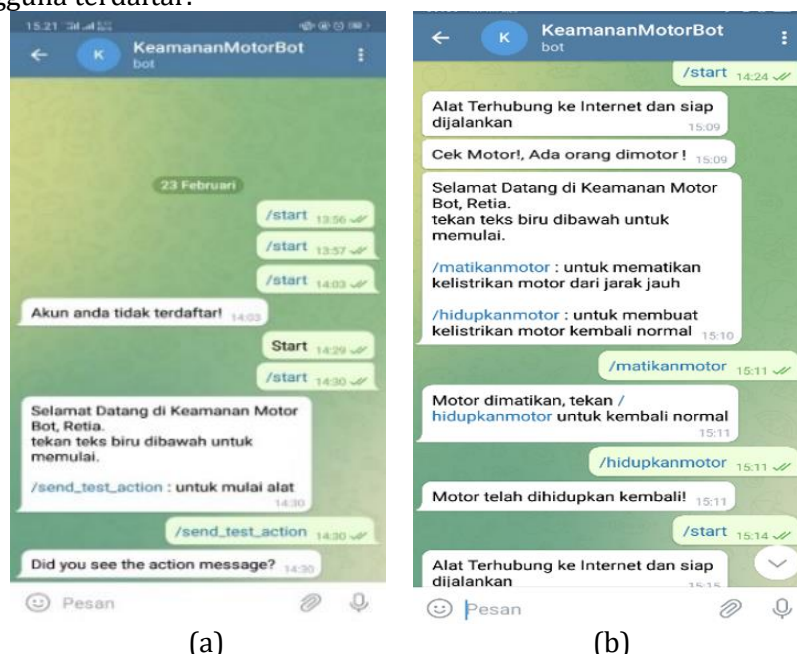 gguna terdaftar.
15.21
K
KeamananMotorBot
bot
23 Februari
/start 13:56
/start 13:57
/start 14:03
Akun anda tidak terdaftar! 14:03
Start 14:29
/start 14:30
Selamat Datang di Keamanan Motor
Bot, Retia.
tekan teks biru dibawah untuk
memulai.
/send_test_action : untuk mulai alat
14:30
/send_test_action 14:30
Did you see the action message? 14:30
Pesan
(a)
K
KeamananMotorBot
bot
/start 14:24
Alat Terhubung ke Internet dan siap
dijalankan
15:09
Cek Motor!, Ada orang dimotor ! 15:09
Selamat Datang di Keamanan Motor
Bot, Retia.
tekan teks biru dibawah untuk
memulai.
/matikanmotor : untuk mematikan
kelistrikan motor dari jarak jauh
/hidupkanmotor : untuk membuat
kelistrikan motor kembali normal 15:10
/matikanmotor 15:11
Motor dimatikan, tekan /
hidupkanmotor untuk kembali normal
15:11
/hidupkanmotor 15:11
Motor telah dihidupkan kembali! 15:11
/start 15:14
Alat Terhubung ke Internet dan siap
dijalankan
15:15
Pesan
(b)